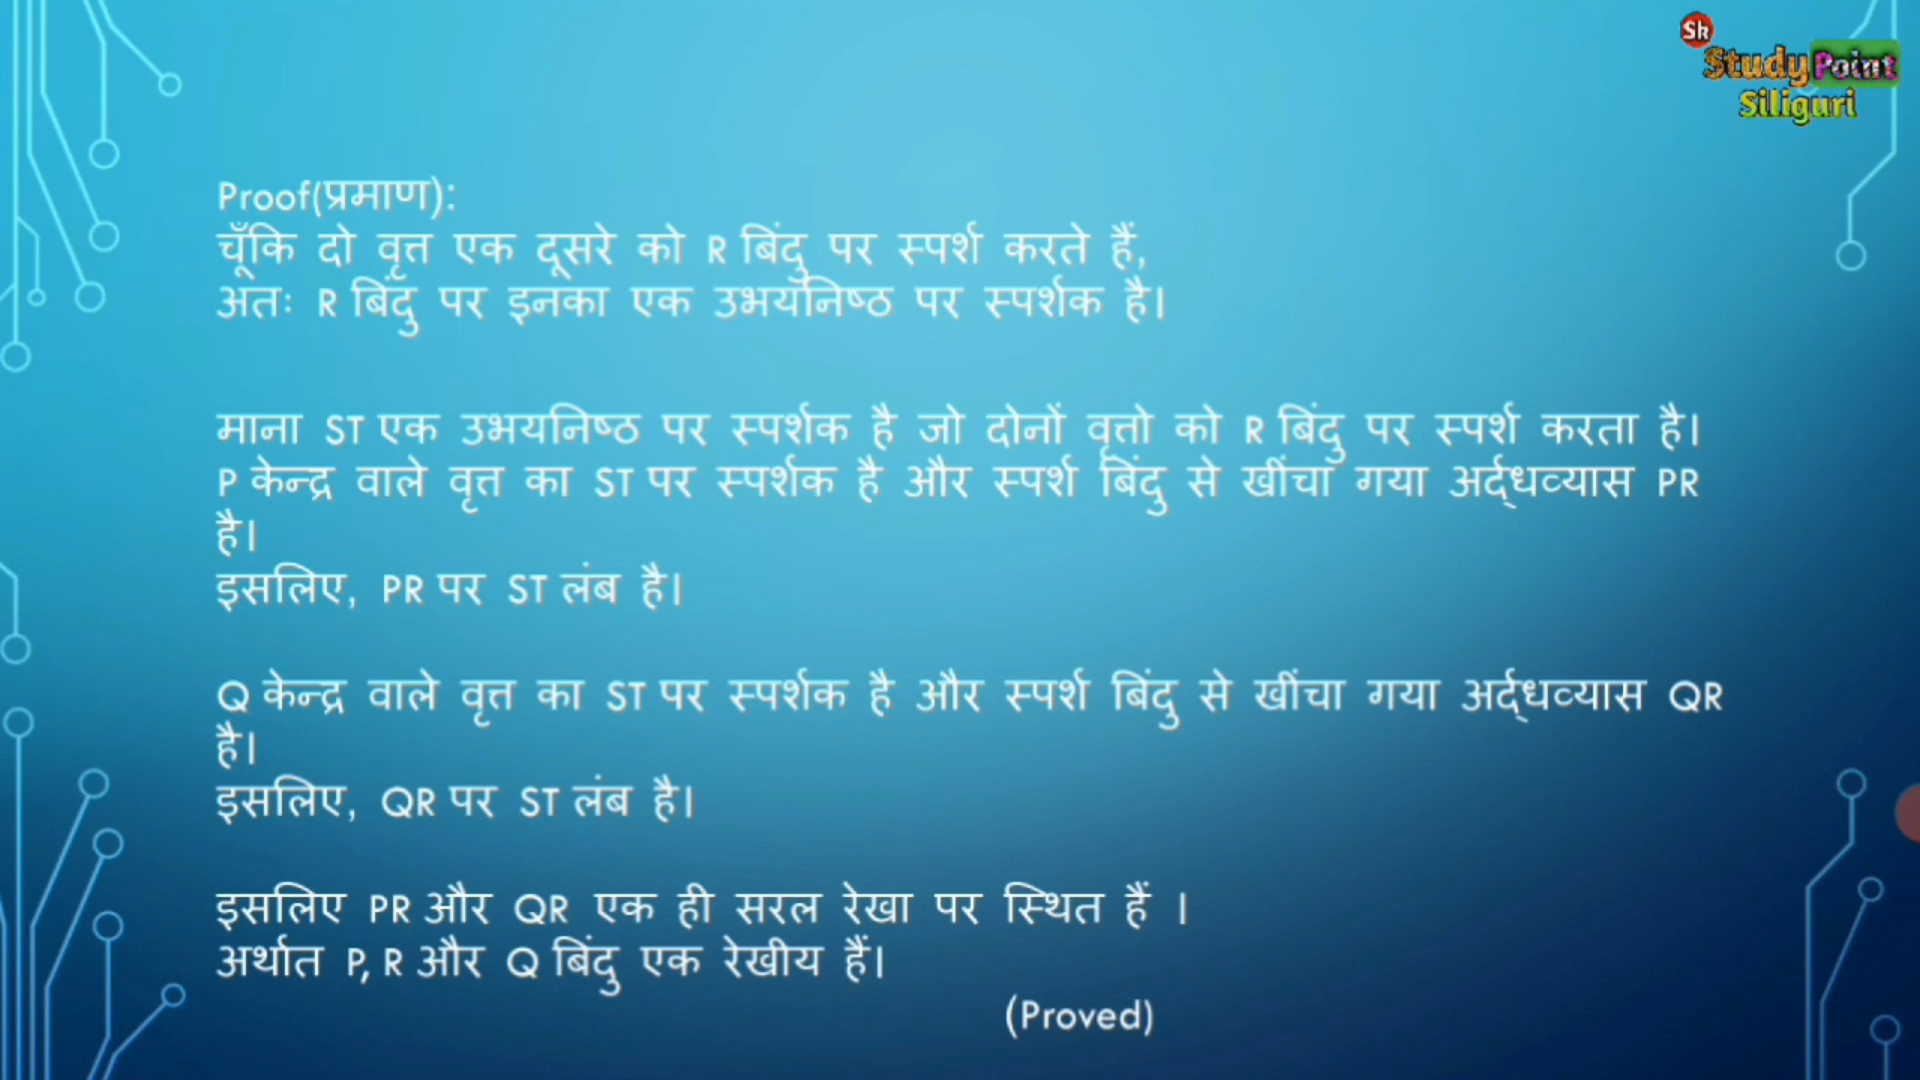 Sk
Study Point
Siliguri
Proof(प्रमाण):
चूँकि दो वृत्त एक दूसरे को R बिंदु पर स्पर्श करते हैं,
अतः R बिंदु पर इनका एक उभयनिष्ठ पर स्पर्शक है।
माना ST एक उभयनिष्ठ पर स्पर्शक है जो दोनों वृत्तो को R बिंदु पर स्पर्श करता है।
P केन्द्र वाले वृत्त का ST पर स्पर्शक है और स्पर्श बिंदु से खींचा गया अर्द्धव्यास PR
है।
इसलिए, PR पर ST लंब है।
Q केन्द्र वाले वृत्त का ST पर स्पर्शक है और स्पर्श बिंदु से खींचा गया अर्द्धव्यास QR
है।
इसलिए, QR पर ST लंब है।
इसलिए PR और QR एक ही सरल रेखा पर स्थित हैं ।
अर्थात P, R और Q बिंदु एक रेखीय हैं।
(Proved)